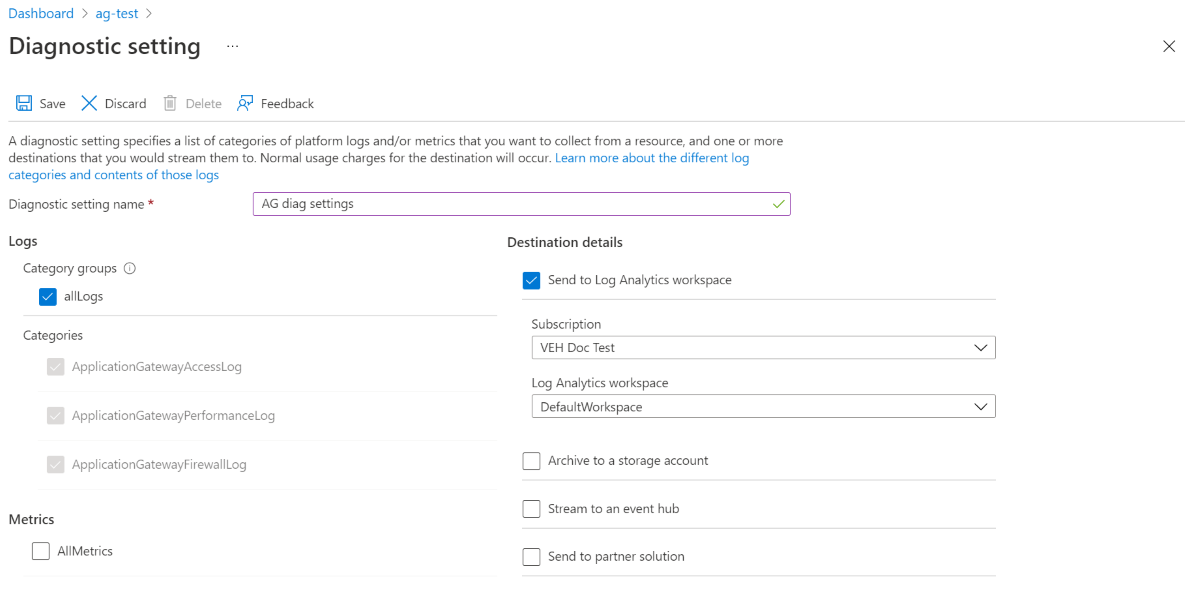 Dashboard > ag-test >
Diagnostic setting ...
Save Discard Delete Feedback
A diagnostic setting specifies a list of categories of platform logs and/or metrics that you want to collect from a resource, and one or more
destinations that you would stream them to. Normal usage charges for the destination will occur. Learn more about the different log
categories and contents of those logs
Diagnostic setting name *
AG diag settings
Logs
Category groups
allLogs
Categories
ApplicationGatewayAccessLog
ApplicationGatewayPerformanceLog
ApplicationGatewayFirewallLog
Metrics
AllMetrics
Destination details
Send to Log Analytics workspace
Subscription
VEH Doc Test
Log Analytics workspace
DefaultWorkspace
Archive to a storage account
Stream to an event hub
Send to partner solution